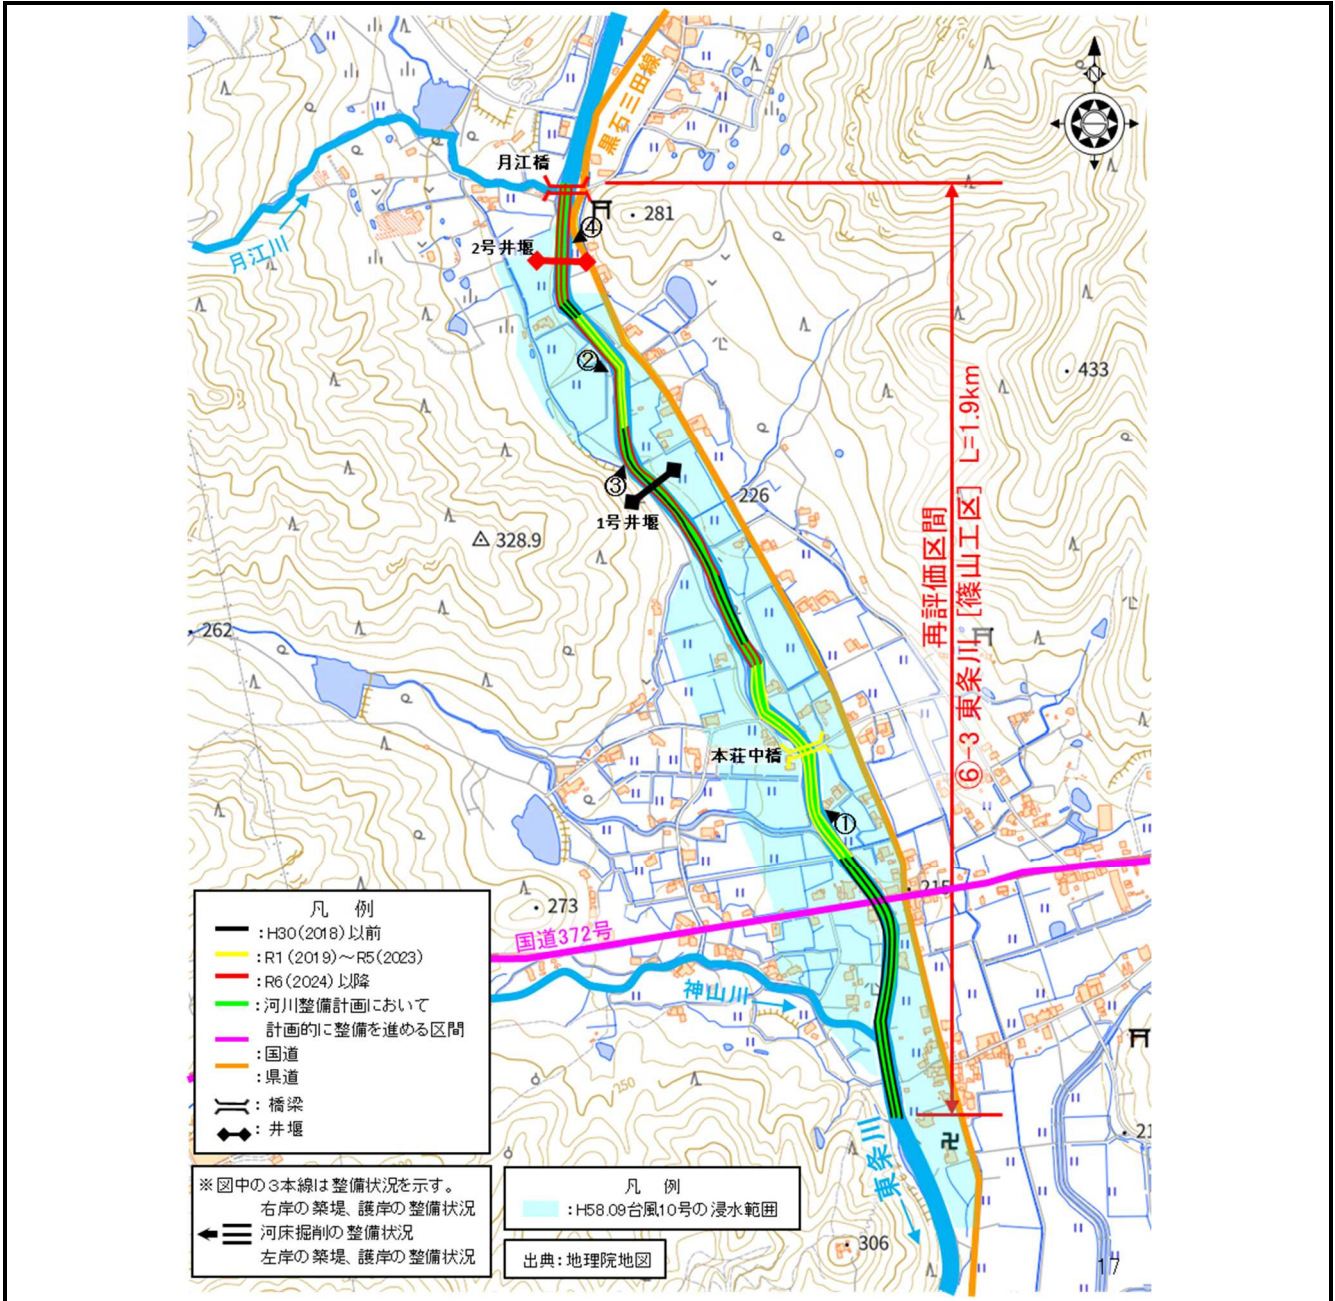 黒石三田線
月江橋
281
④
2号井堰
月江川
②
433
③
1号井堰
226
328.9
再評価区間
⑥-3 東条川 [篠山工区] L=1.9km
262
本荘中橋
①
215
273
国道372号
神山川
凡 例
:H30(2018)以前
:R1(2019)～R5(2023)
:R6(2024)以降
:河川整備計画において
計画的に整備を進める区間
:国道
:県道
:橋梁
:井堰
250
東条川
卍
21
※図中の3本線は整備状況を示す。
右岸の築堤、護岸の整備状況
河床掘削の整備状況
左岸の築堤、護岸の整備状況
凡 例
:H58.09台風10号の浸水範囲
出典:地理院地図
306
17
N